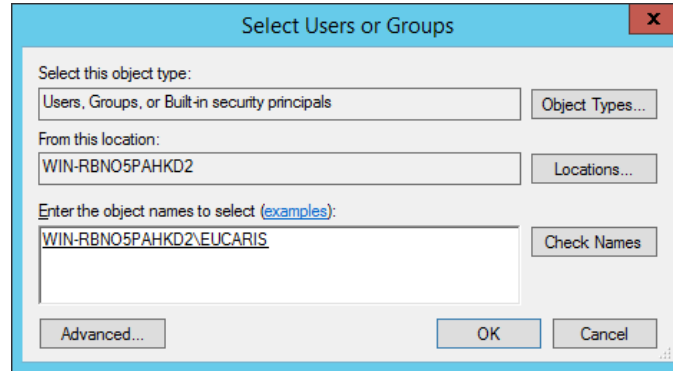 Select Users or Groups
x
Select this object type:
Users, Groups, or Built-in security principals
Object Types...
From this location:
WIN-RBNO5PAHKD2
Locations...
Enter the object names to select (examples):
WIN-RBNO5PAHKD2\EUCARIS
Check Names
Advanced...
OK
Cancel